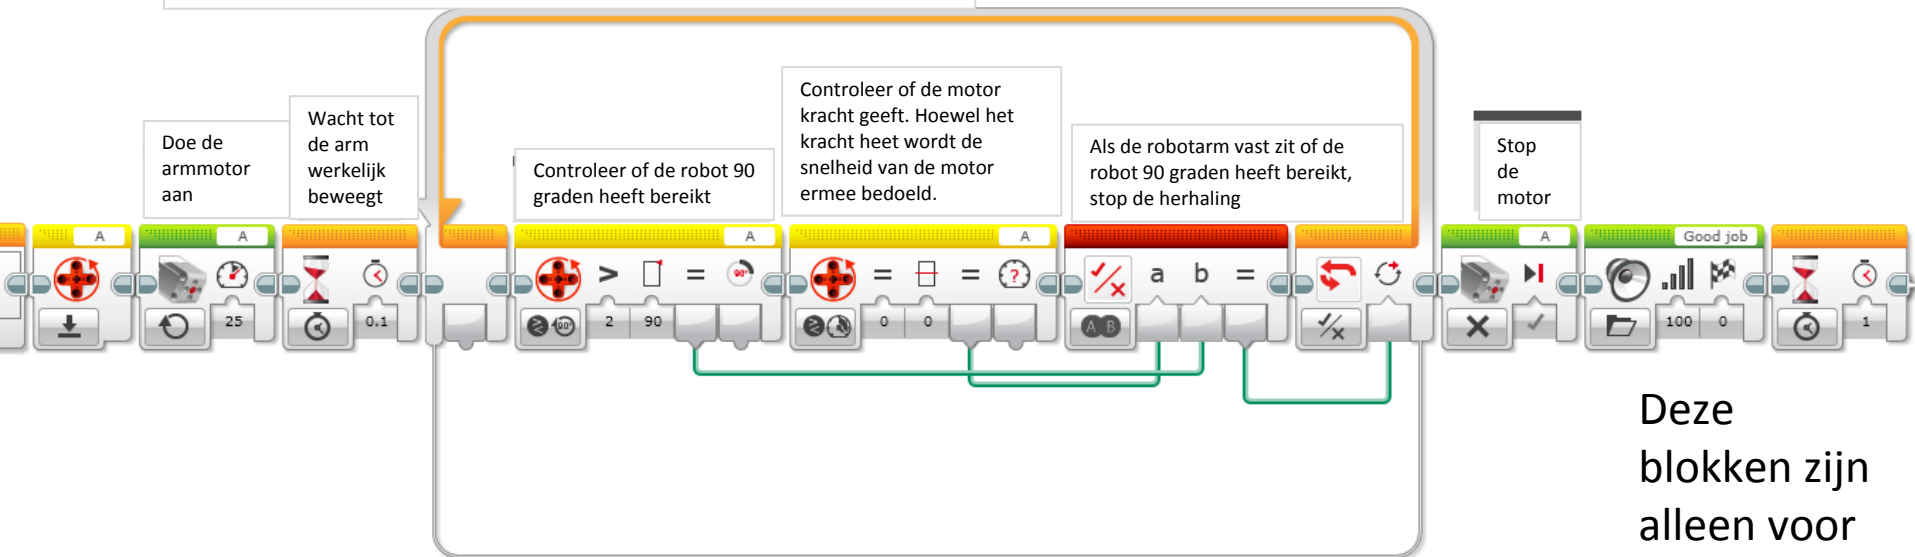 Doe de
armmotor
aan
Wacht tot
de arm
werkelijk
beweegt
Controleer of de robot 90
graden heeft bereikt
Controleer of de motor
kracht geeft. Hoewel het
kracht heet wordt de
snelheid van de motor
ermee bedoeld.
Als de robotarm vast zit of de
robot 90 graden heeft bereikt,
stop de herhaling
Stop
de
motor
A
A
A
A
A
Good job
> = 90°
= = ?
a b =
25
0.1
90°
2 90
0 0
A B
100 0
1
Deze
blokken zijn
alleen voor